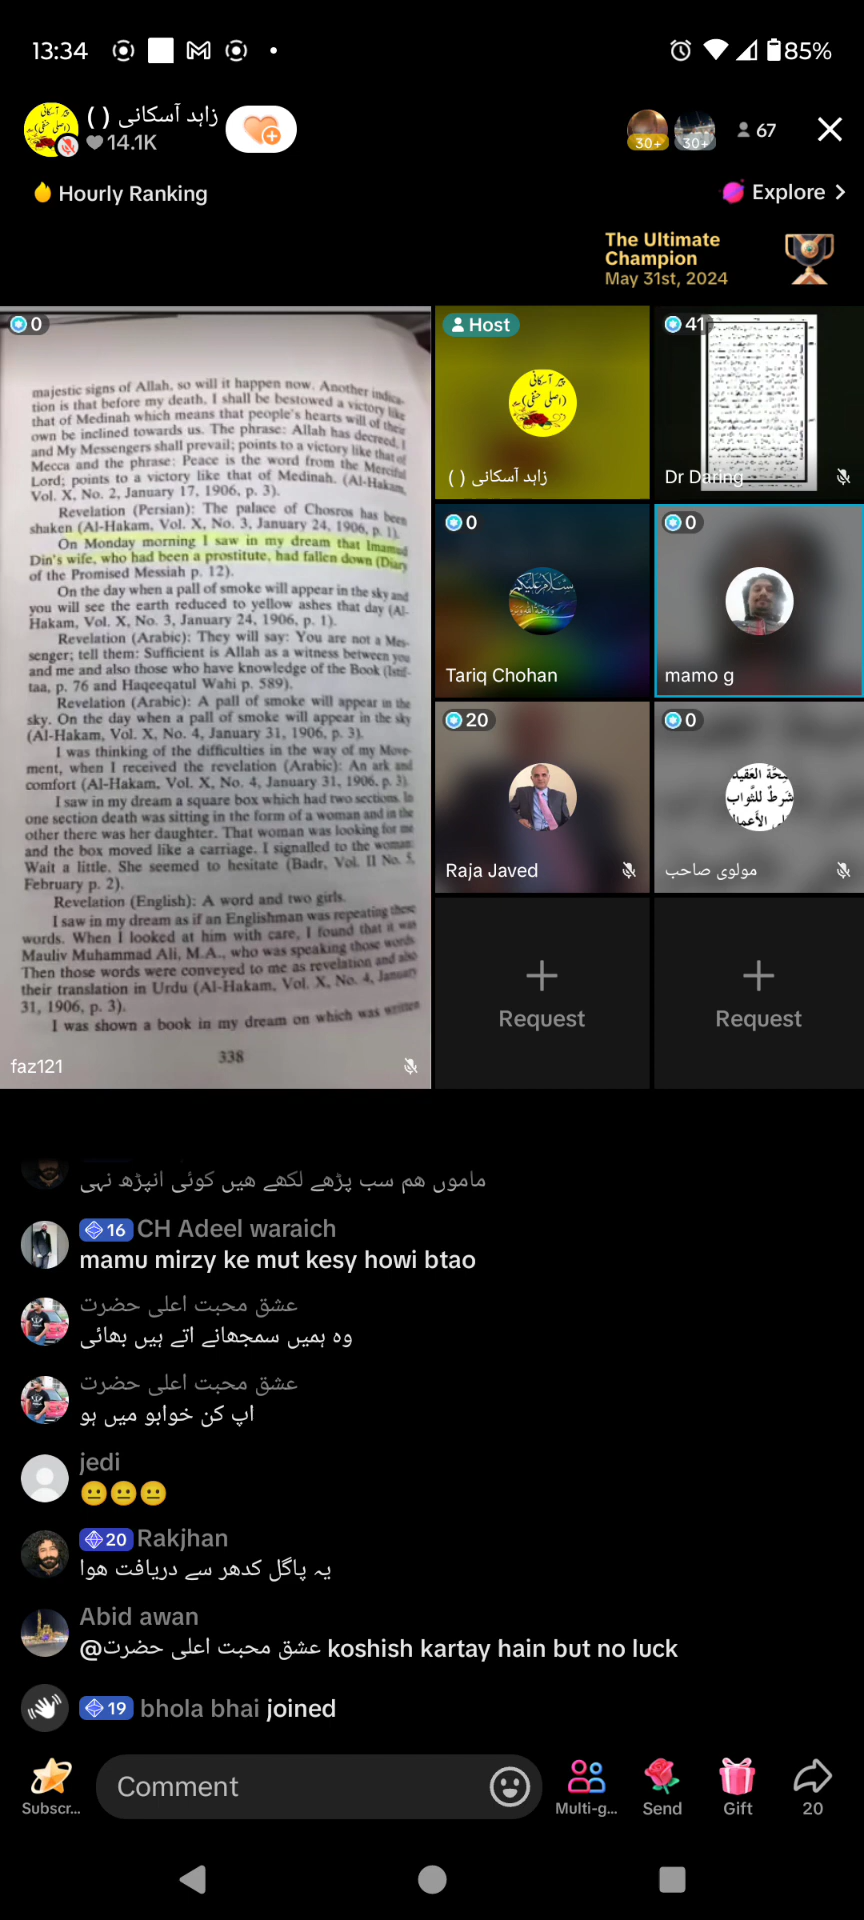 13:34
85%
زاہد آسکانی ( )
14.1K
30+
30+
67
Hourly Ranking
Explore
The Ultimate
Champion
May 31st, 2024
0
majestic signs of Allah, so will it happen now. Another indica-
tion is that before my death, I shall be bestowed a victory like
that of Medinah which means that people's hearts will of their
own be inclined towards us. The phrase: Allah has decreed, I
and My Messengers shall prevail; points to a victory like that of
Mecca and the phrase: Peace is the word from the Merciful
Lord; points to a victory like that of Medinah. (Al-Hakam,
Vol. X, No. 2, January 17, 1906, p. 3).
Revelation (Persian): The palace of Chosros has been
shaken (Al-Hakam, Vol. X, No. 3, January 24, 1906, p. 1).
On Monday morning I saw in my dream that Imamud
Din's wife, who had been a prostitute, had fallen down (Diary
of the Promised Messiah p. 12).
On the day when a pall of smoke will appear in the sky and
you will see the earth reduced to yellow ashes that day (Al-
Hakam, Vol. X, No. 3, January 24, 1906, p. 1).
Revelation (Arabic): They will say: You are not a Mes-
senger; tell them: Sufficient is Allah as a witness between you
and me and also those who have knowledge of the Book (Istif-
taa, p. 76 and Haqeeqatul Wahi p. 589).
Revelation (Arabic): A pall of smoke will appear in the
sky. On the day when a pall of smoke will appear in the sky
(Al-Hakam, Vol. X, No. 4, January 31, 1906, p. 3).
I was thinking of the difficulties in the way of my Move-
ment, when I received the revelation (Arabic): An ark and
comfort (Al-Hakam, Vol. X, No. 4, January 31, 1906, p. 3).
I saw in my dream a square box which had two sections. In
one section death was sitting in the form of a woman and in the
other there was her daughter. That woman was looking for me
and the box moved like a carriage. I signalled to the woman:
Wait a little. She seemed to hesitate (Badr, Vol. II No. 5,
February p. 2).
Revelation (English): A word and two girls.
I saw in my dream as if an Englishman was repeating these
words. When I looked at him with care, I found that it was
Mauliv Muhammad Ali, M.A., who was speaking those words.
Then those words were conveyed to me as revelation and also
their translation in Urdu (Al-Hakam, Vol. X, No. 4, January
31, 1906, p. 3).
I was shown a book in my dream on which was written
338
faz121
Host
پیر آسکانی
(اصلی حنفی)
زاہد آسکانی ( )
41
Dr Daring
0
Tariq Chohan
0
mamo g
20
Raja Javed
0
شرطٌ للثواب
مولوی صاحب
Request
Request
ماموں ھم سب پڑھے لکھے ھیں کوئی انپڑھ نہی
16 CH Adeel waraich
mamu mirzy ke mut kesy howi btao
عشق محبت اعلی حضرت
وہ ہمیں سمجھانے اتے ہیں بھائی
عشق محبت اعلی حضرت
اپ کن خوابو میں ہو
jedi
20 Rakjhan
یہ پاگل کدھر سے دریافت ھوا
Abid awan
@عشق محبت اعلی حضرت koshish kartay hain but no luck
19 bhola bhai joined
Subscr...
Comment
Multi-g...
Send
Gift
20